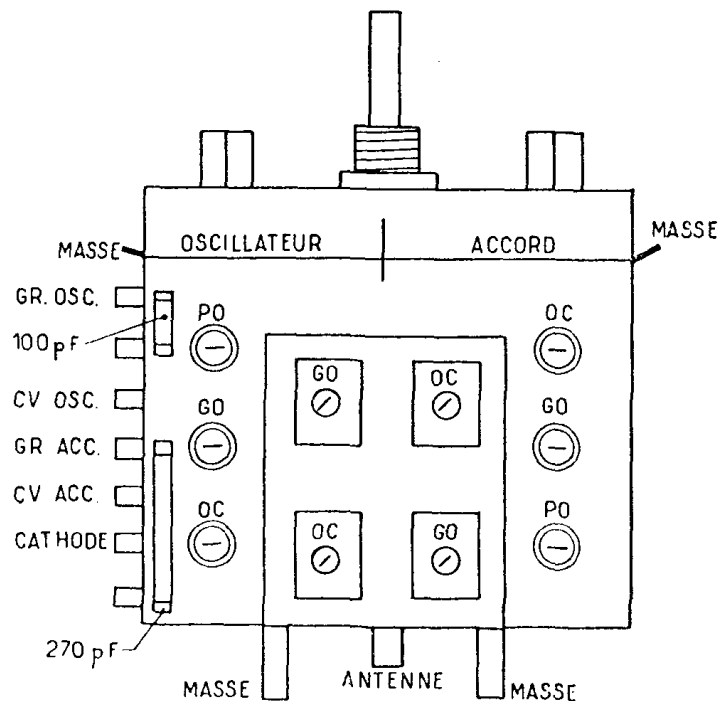 MASSE
OSCILLATEUR
ACCORD
MASSE
GR. OSC.
100 pF
PO
OC
GO
OC
CV OSC.
GO
GO
GR ACC.
CV ACC.
OC
PO
CATHODE
OC
GO
270 pF
MASSE
ANTENNE
MASSE